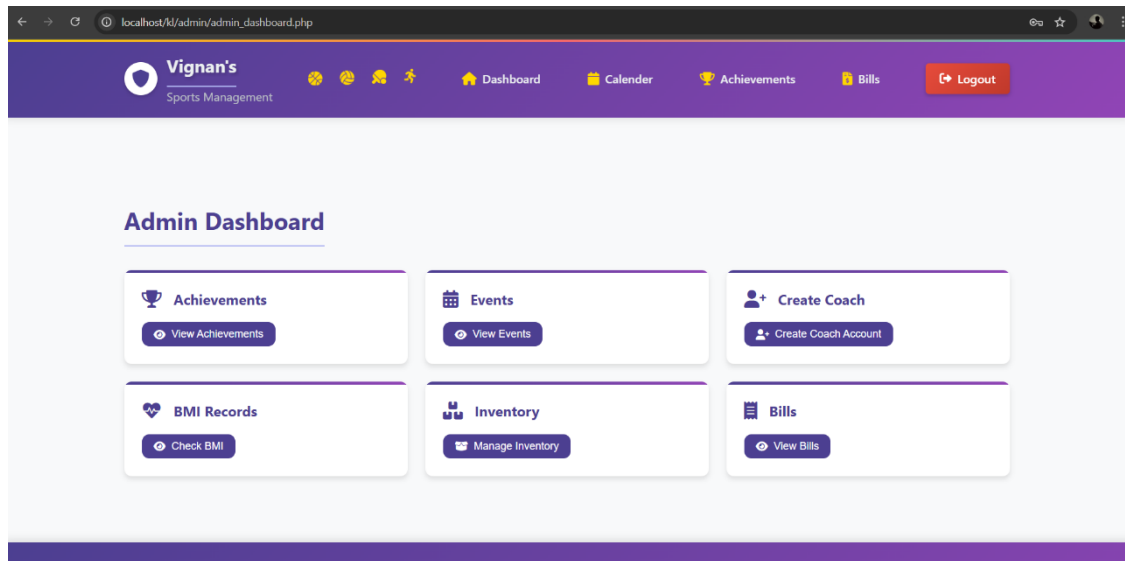 localhost/kl/admin/admin_dashboard.php
Vignan's
Sports Management
Dashboard
Calender
Achievements
Bills
Logout
Admin Dashboard
Achievements
View Achievements
Events
View Events
Create Coach
Create Coach Account
BMI Records
Check BMI
Inventory
Manage Inventory
Bills
View Bills